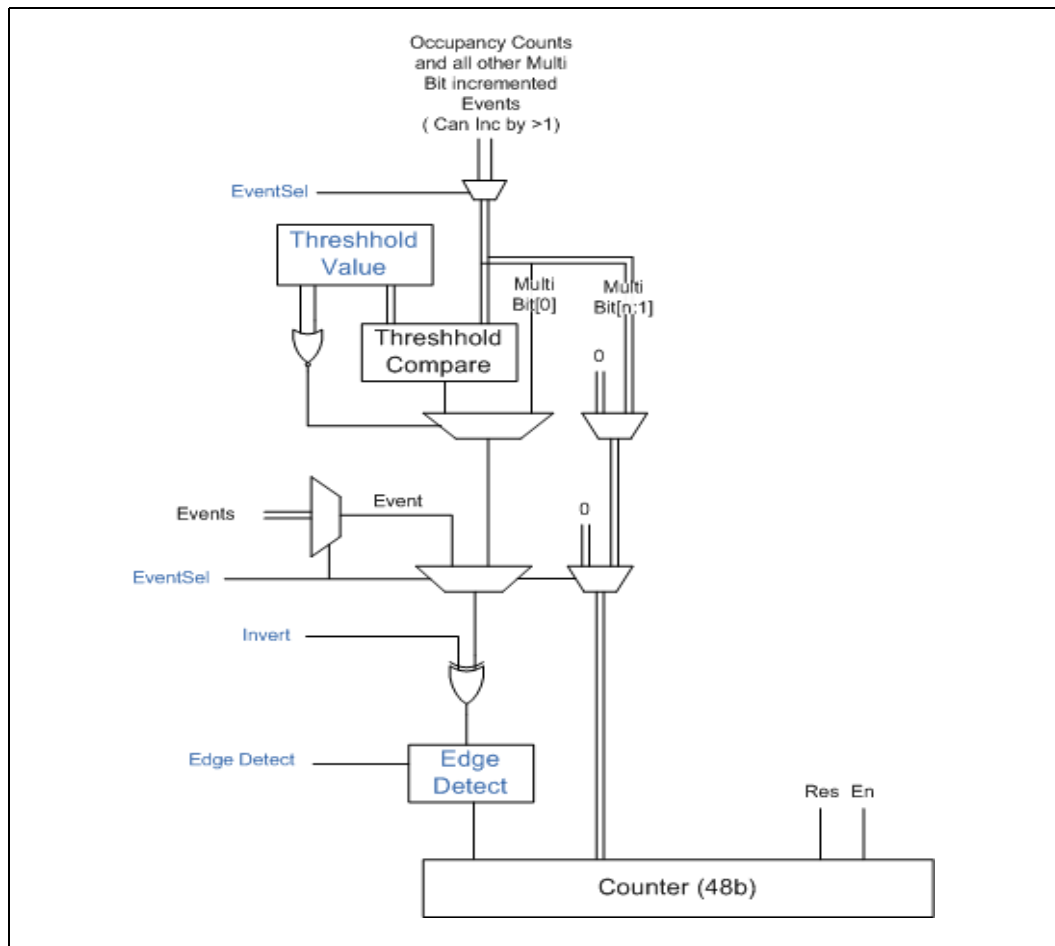 Occupancy Counts
and all other Multi
Bit incremented
Events
( Can Inc by >1)
EventSel
Threshhold
Value
Multi
Bit[0]
Multi
Bit[n:1]
Threshhold
Compare
0
Events
Event
0
EventSel
Invert
Edge Detect
Edge
Detect
Res
En
Counter (48b)